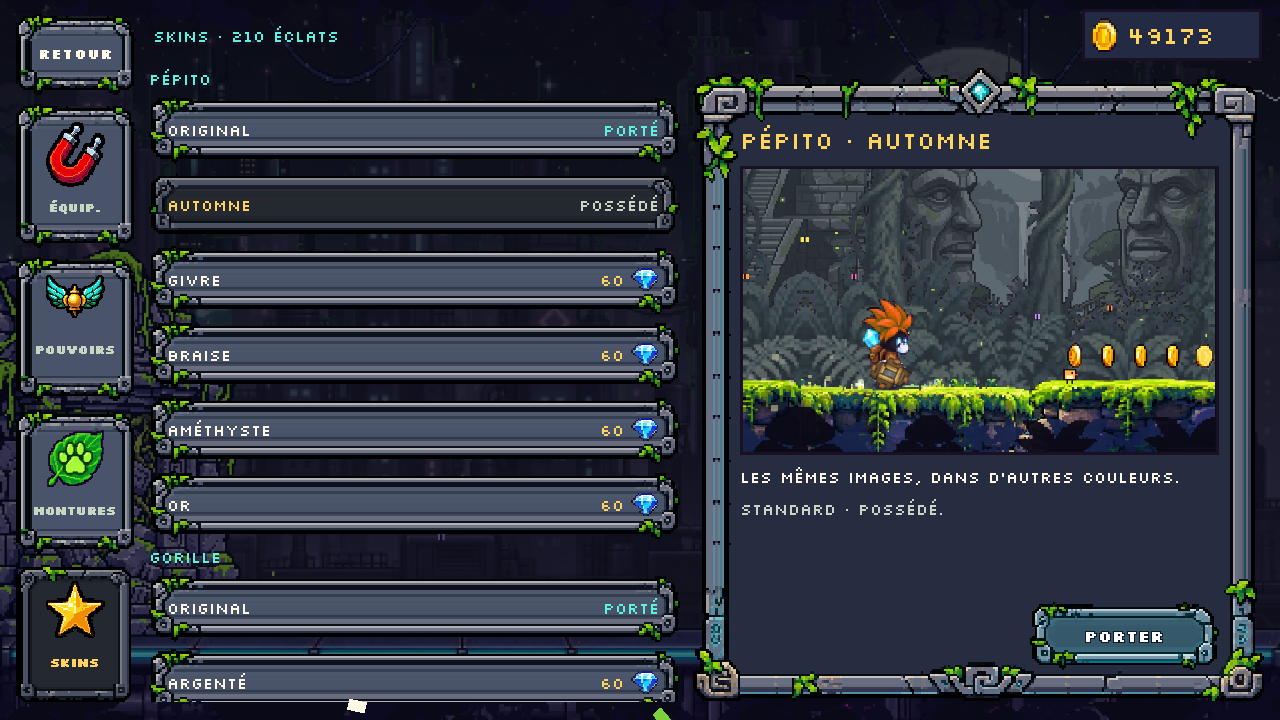 RETOUR
SKINS · 210 ÉCLATS
49173
PÉPITO
ORIGINAL PORTÉ
AUTOMNE POSSÉDÉ
GIVRE 60
BRAISE 60
AMÉTHYSTE 60
OR 60
GORILLE
ORIGINAL PORTÉ
ARGENTÉ 60
ÉQUIP.
POUVOIRS
MONTURES
SKINS
PÉPITO · AUTOMNE
LES MÊMES IMAGES, DANS D'AUTRES COULEURS.
STANDARD · POSSÉDÉ.
PORTER